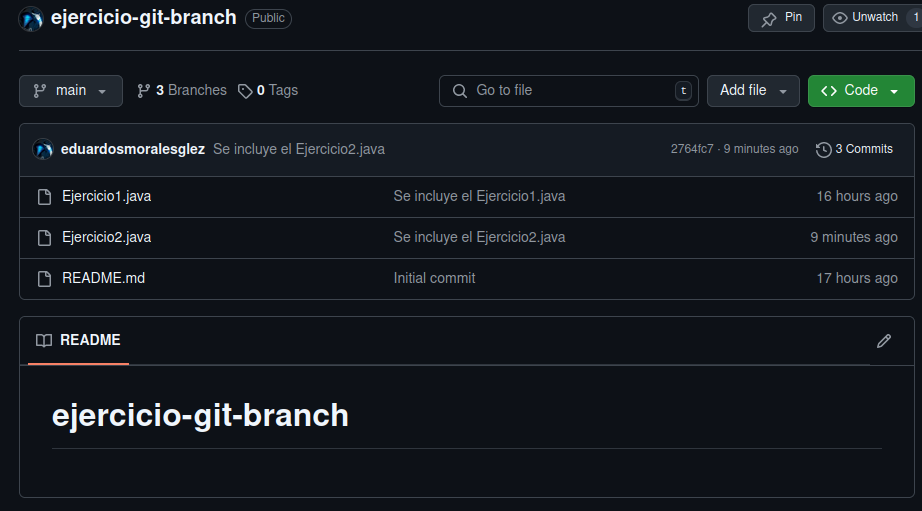 ejercicio-git-branch Public Pin Unwatch 1
main 3 Branches 0 Tags Go to file t Add file Code
eduardosmoralesglez Se incluye el Ejercicio2.java 2764fc7 · 9 minutes ago 3 Commits
Ejercicio1.java Se incluye el Ejercicio1.java 16 hours ago
Ejercicio2.java Se incluye el Ejercicio2.java 9 minutes ago
README.md Initial commit 17 hours ago
README
ejercicio-git-branch